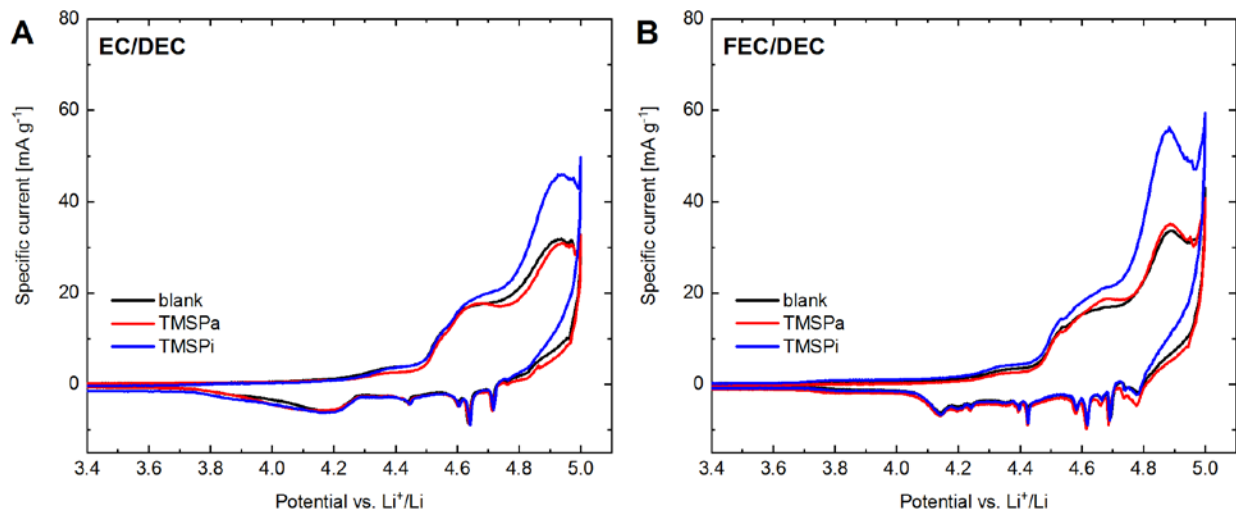 A
EC/DEC
Specific current [mA g⁻¹]
80
60
40
20
0
blank
TMSPa
TMSPi
3.4 3.6 3.8 4.0 4.2 4.4 4.6 4.8 5.0
Potential vs. Li⁺/Li
B
FEC/DEC
Specific current [mA g⁻¹]
80
60
40
20
0
blank
TMSPa
TMSPi
3.4 3.6 3.8 4.0 4.2 4.4 4.6 4.8 5.0
Potential vs. Li⁺/Li